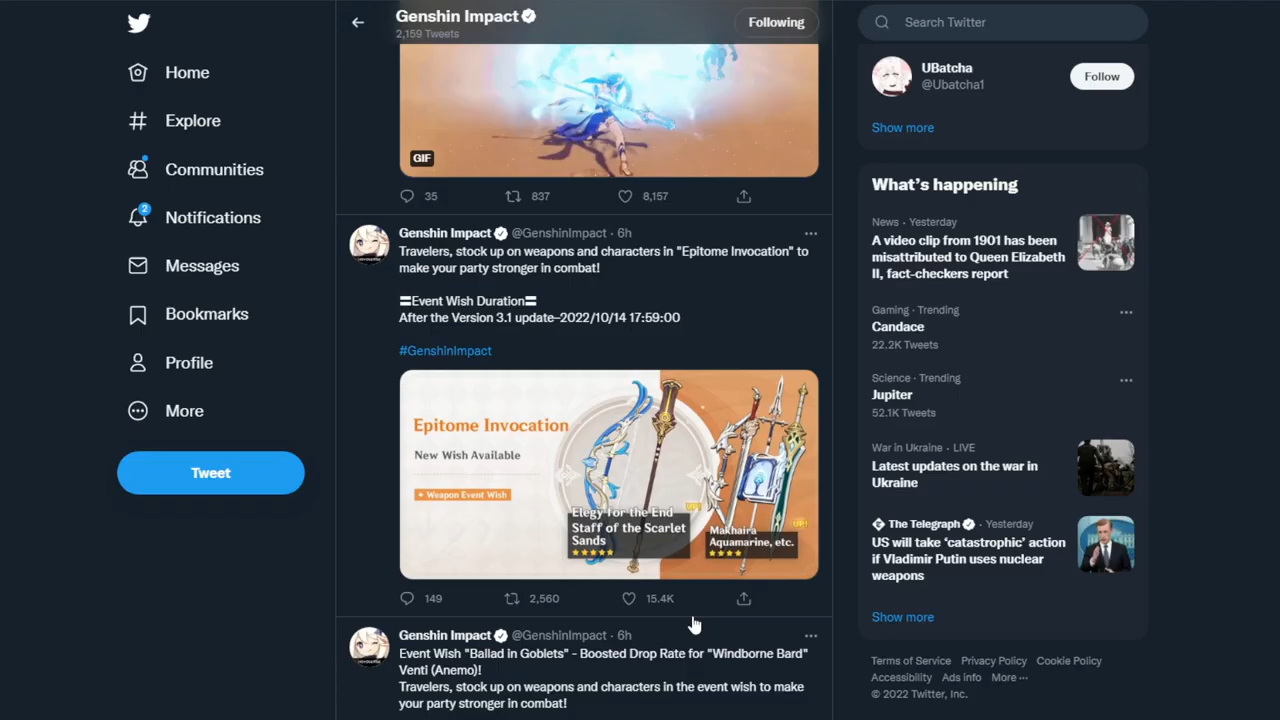 Home
Explore
Communities
2
Notifications
Messages
Bookmarks
Profile
More
Tweet
Genshin Impact
2,159 Tweets
Following
GIF
35
837
8,157
Genshin Impact @GenshinImpact · 6h
Travelers, stock up on weapons and characters in "Epitome Invocation" to
make your party stronger in combat!
〓Event Wish Duration〓
After the Version 3.1 update–2022/10/14 17:59:00
#GenshinImpact
Epitome Invocation
New Wish Available
Weapon Event Wish
UP!
Elegy for the End
Staff of the Scarlet
Sands
UP!
Makhaira
Aquamarine, etc.
149
2,560
15.4K
Genshin Impact @GenshinImpact · 6h
Event Wish "Ballad in Goblets" - Boosted Drop Rate for "Windborne Bard"
Venti (Anemo)!
Travelers, stock up on weapons and characters in the event wish to make
your party stronger in combat!
Search Twitter
UBatcha
@Ubatcha1
Follow
Show more
What's happening
News · Yesterday
A video clip from 1901 has been
misattributed to Queen Elizabeth
II, fact-checkers report
Gaming · Trending
Candace
22.2K Tweets
Science · Trending
Jupiter
52.1K Tweets
War in Ukraine · LIVE
Latest updates on the war in
Ukraine
The Telegraph · Yesterday
US will take ‘catastrophic’ action
if Vladimir Putin uses nuclear
weapons
Show more
Terms of Service Privacy Policy Cookie Policy
Accessibility Ads info More ···
© 2022 Twitter, Inc.